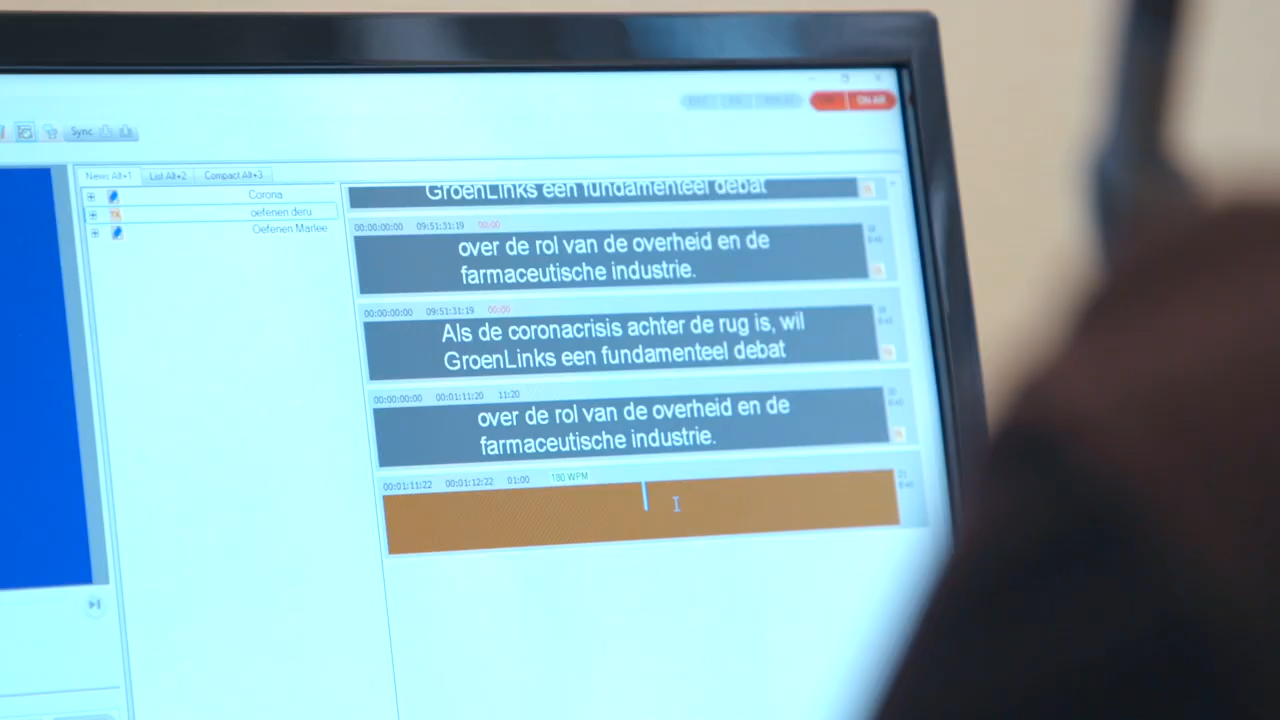 ON AIR
Sync
News Alt+1 List Alt+2 Compact Alt+3
Corona
oefenen deru
Oefenen Marlee
GroenLinks een fundamenteel debat
00:00:00:00 09:51:31:19 00:00
over de rol van de overheid en de
farmaceutische industrie.
00:00:00:00 09:51:31:19 00:00
Als de coronacrisis achter de rug is, wil
GroenLinks een fundamenteel debat
00:00:00:00 00:01:11:20 11:20
over de rol van de overheid en de
farmaceutische industrie.
00:01:11:22 00:01:12:22 01:00 180 WPM